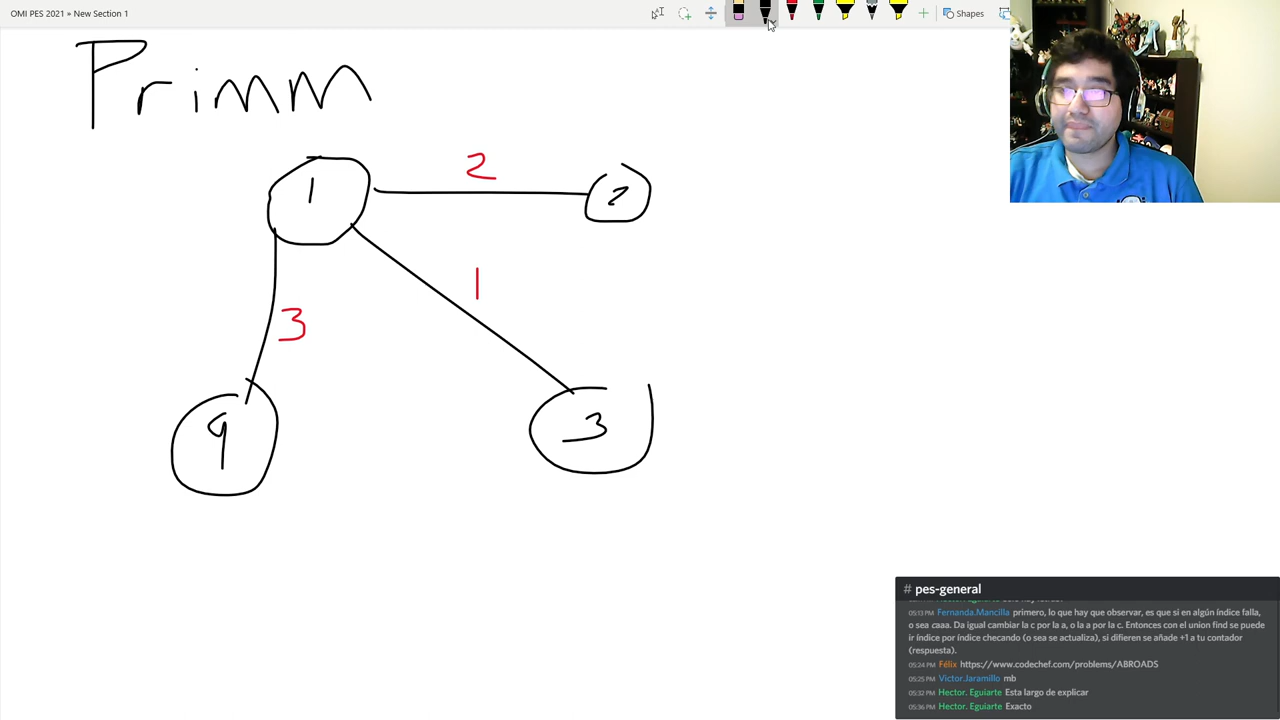 OMI PES 2021 » New Section 1
Shapes
Primm
1
2
2
1
3
4
3
# pes-general
05:13 PM Fernanda.Mancilla primero, lo que hay que observar, es que si en algún índice falla,
o sea caaa. Da igual cambiar la c por la a, o la a por la c. Entonces con el union find se puede
ir índice por índice checando (o sea se actualiza), si difieren se añade +1 a tu contador
(respuesta).
05:24 PM Félix https://www.codechef.com/problems/ABROADS
05:25 PM Victor.Jaramillo mb
05:32 PM Hector. Eguiarte Esta largo de explicar
05:36 PM Hector. Eguiarte Exacto